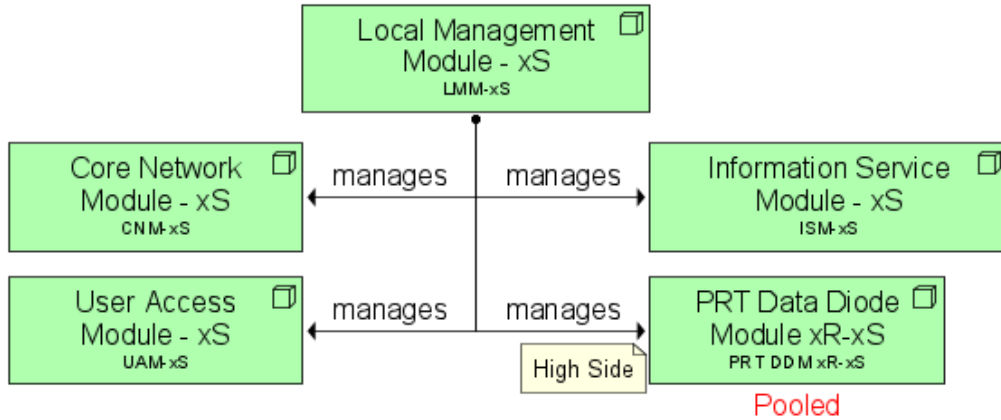 Local Management
Module - xS
LMM-xS
Core Network
Module - xS
CNM-xS
manages
manages
Information Service
Module - xS
ISM-xS
User Access
Module - xS
UAM-xS
manages
manages
PRT Data Diode
Module xR-xS
PRT DDM xR-xS
High Side
Pooled